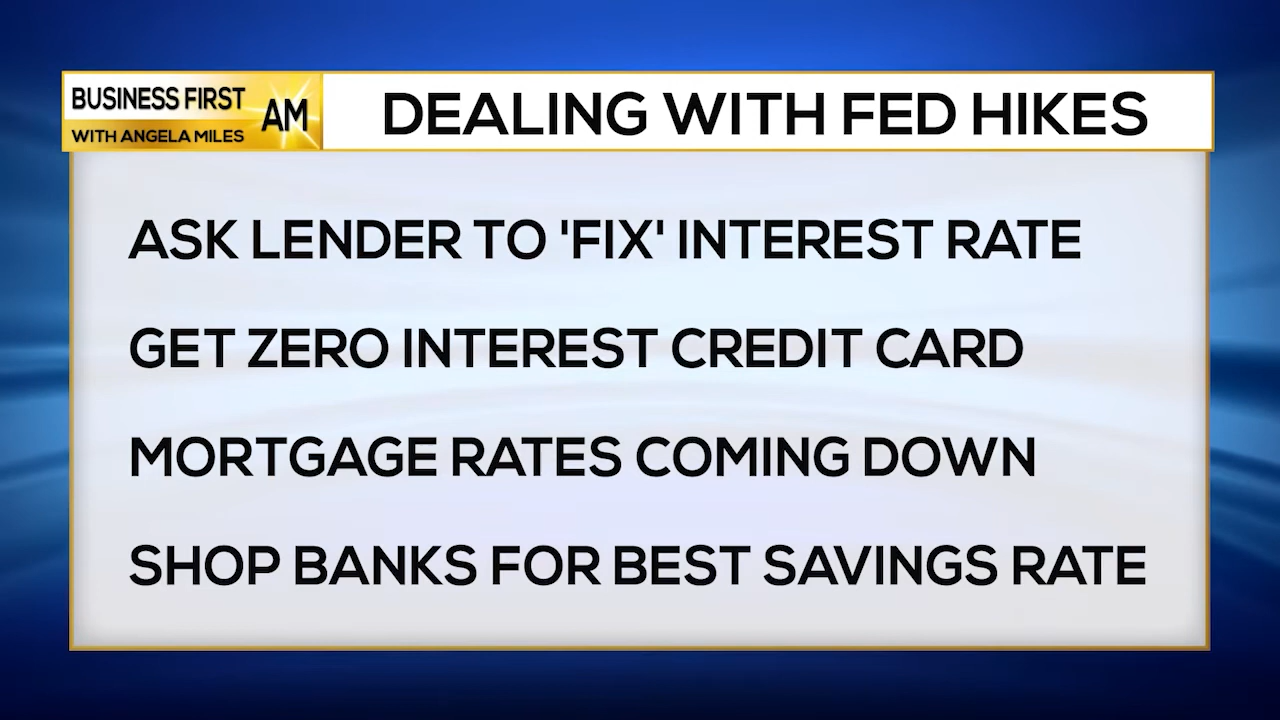 BUSINESS FIRST
WITH ANGELA MILES
AM
DEALING WITH FED HIKES
ASK LENDER TO 'FIX' INTEREST RATE
GET ZERO INTEREST CREDIT CARD
MORTGAGE RATES COMING DOWN
SHOP BANKS FOR BEST SAVINGS RATE